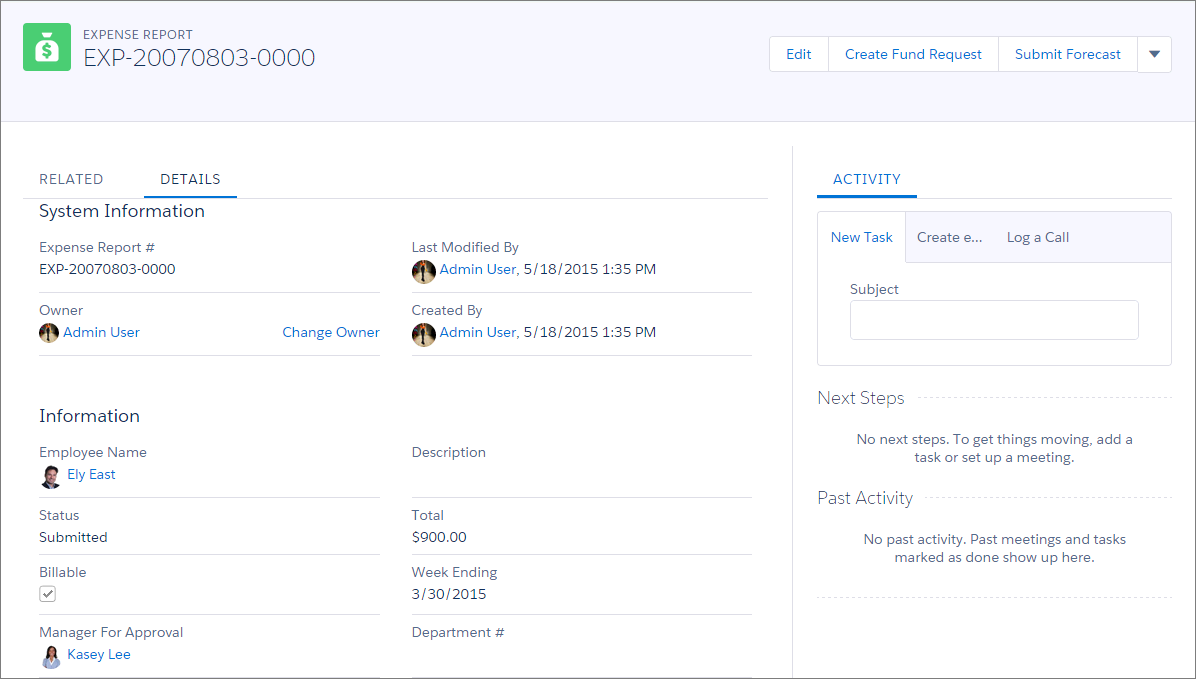 EXPENSE REPORT
EXP-20070803-0000
Edit
Create Fund Request
Submit Forecast
RELATED
DETAILS
System Information
Expense Report #
EXP-20070803-0000
Last Modified By
Admin User, 5/18/2015 1:35 PM
Owner
Admin User
Change Owner
Created By
Admin User, 5/18/2015 1:35 PM
Information
Employee Name
Ely East
Description
Status
Submitted
Total
$900.00
Billable
Week Ending
3/30/2015
Manager For Approval
Kasey Lee
Department #
ACTIVITY
New Task
Create e...
Log a Call
Subject
Next Steps
No next steps. To get things moving, add a
task or set up a meeting.
Past Activity
No past activity. Past meetings and tasks
marked as done show up here.